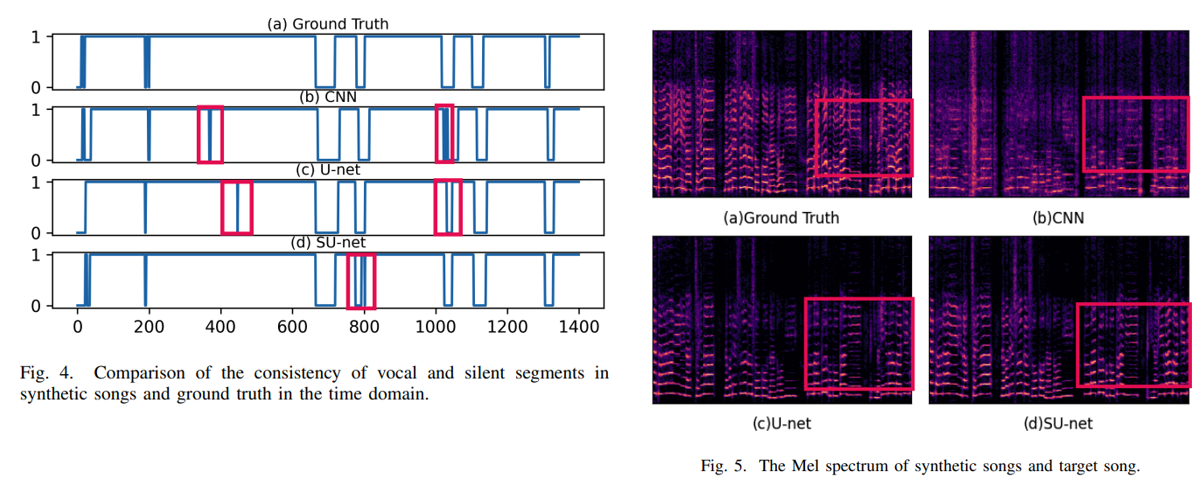 (a) Ground Truth
1
0
(b) CNN
1
0
(c) U-net
1
0
(d) SU-net
1
0
0 200 400 600 800 1000 1200 1400
Fig. 4. Comparison of the consistency of vocal and silent segments in
synthetic songs and ground truth in the time domain.
(a)Ground Truth
(b)CNN
(c)U-net
(d)SU-net
Fig. 5. The Mel spectrum of synthetic songs and target song.